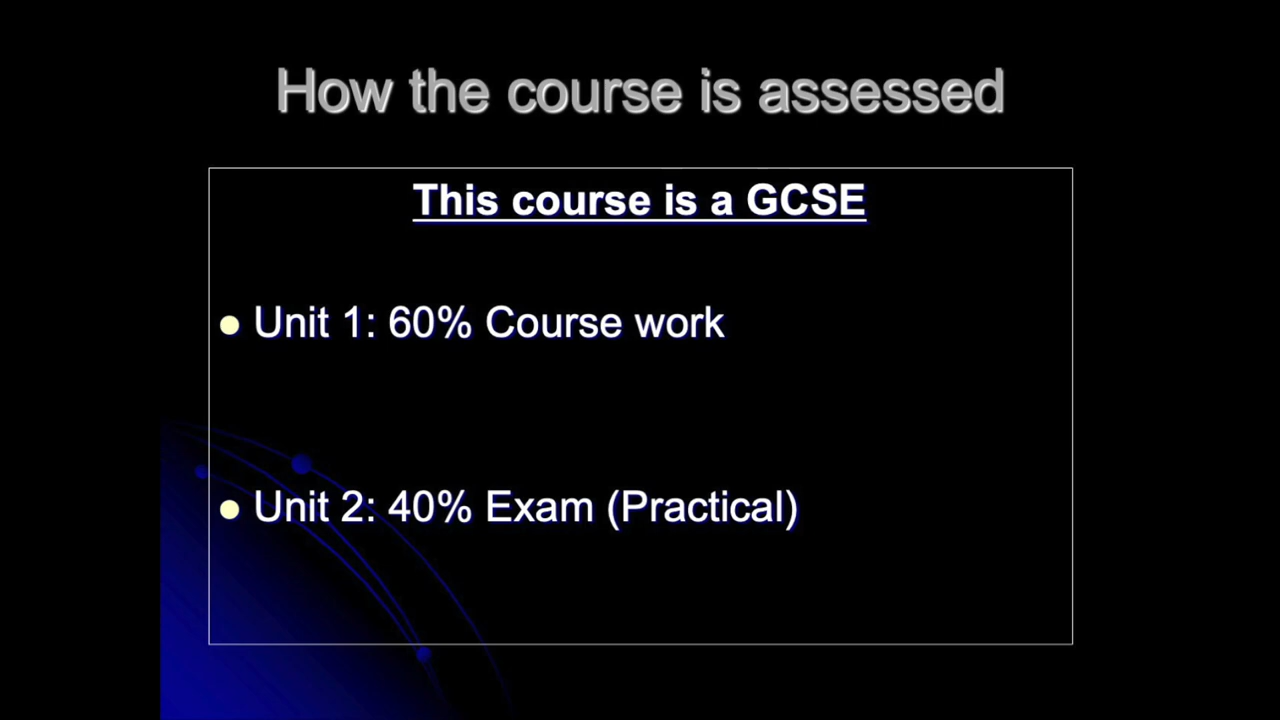 How the course is assessed
This course is a GCSE
Unit 1: 60% Course work
Unit 2: 40% Exam (Practical)